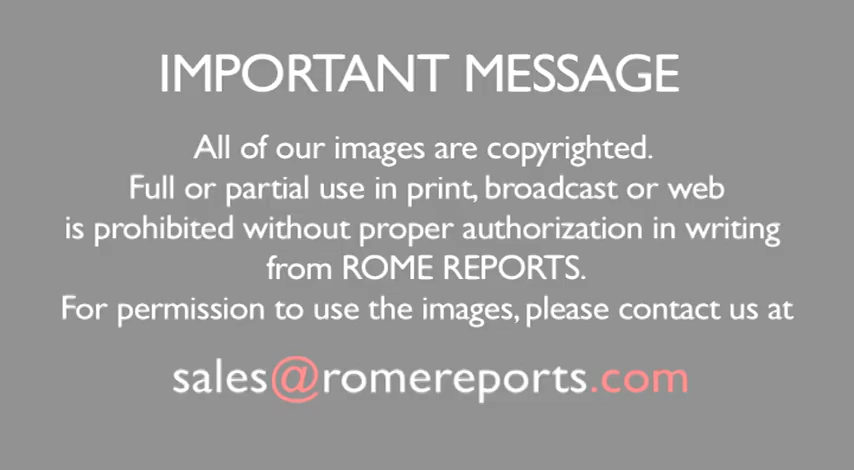 IMPORTANT MESSAGE
All of our images are copyrighted.
Full or partial use in print, broadcast or web
is prohibited without proper authorization in writing
from ROME REPORTS.
For permission to use the images, please contact us at
sales@romereports.com